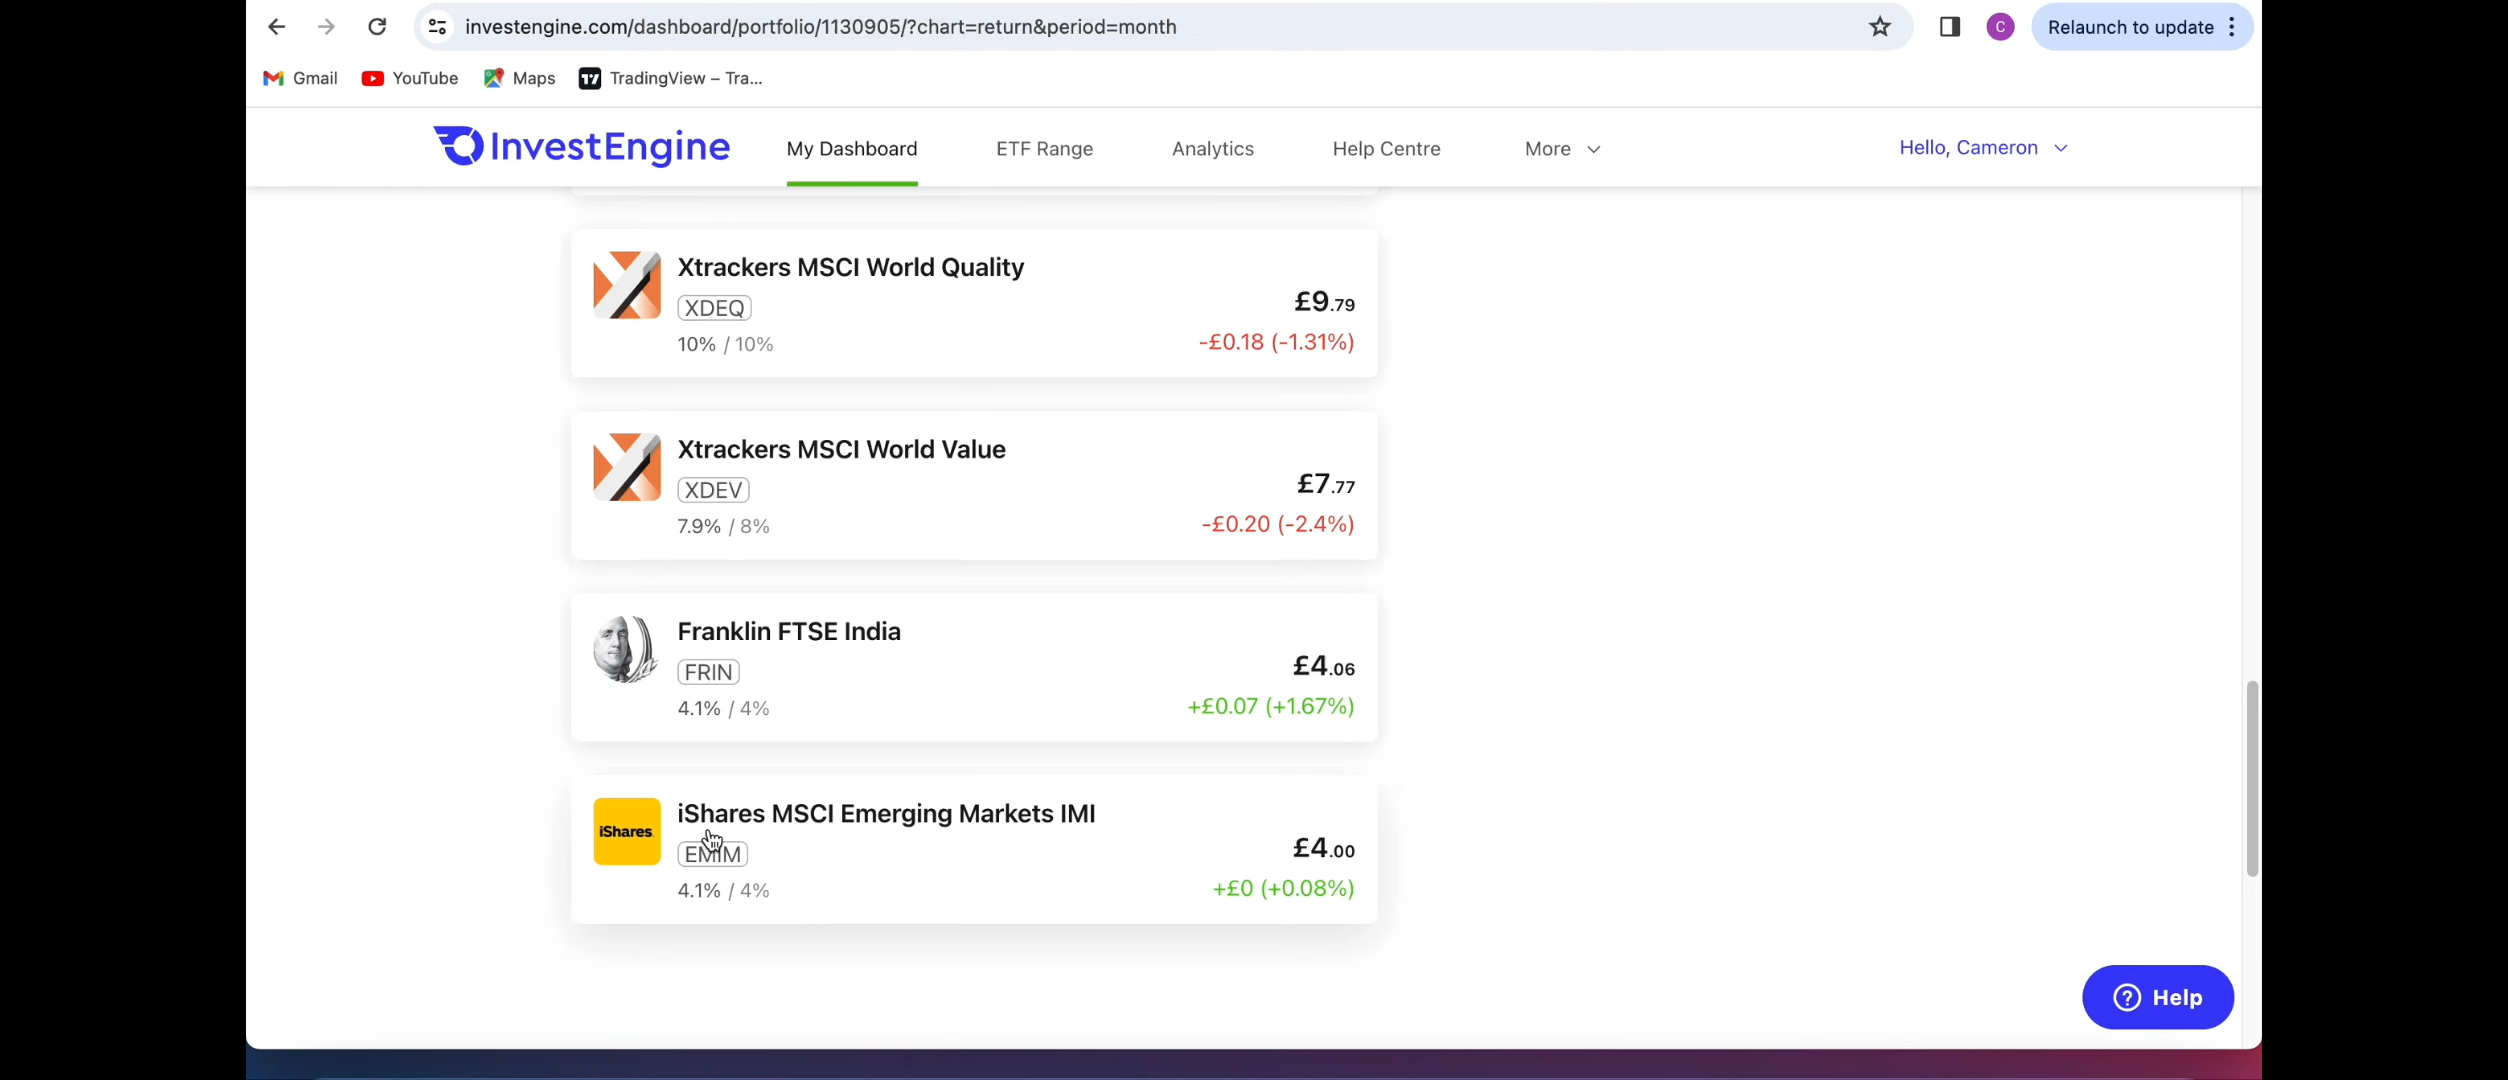 investengine.com/dashboard/portfolio/1130905/?chart=return&period=month
C
Relaunch to update
Gmail
YouTube
Maps
TradingView – Tra...
InvestEngine
My Dashboard
ETF Range
Analytics
Help Centre
More
Hello, Cameron
Xtrackers MSCI World Quality
XDEQ
£9.79
10% / 10%
-£0.18 (-1.31%)
Xtrackers MSCI World Value
XDEV
£7.77
7.9% / 8%
-£0.20 (-2.4%)
Franklin FTSE India
FRIN
£4.06
4.1% / 4%
+£0.07 (+1.67%)
iShares MSCI Emerging Markets IMI
iShares.
EMIM
£4.00
4.1% / 4%
+£0 (+0.08%)
Help